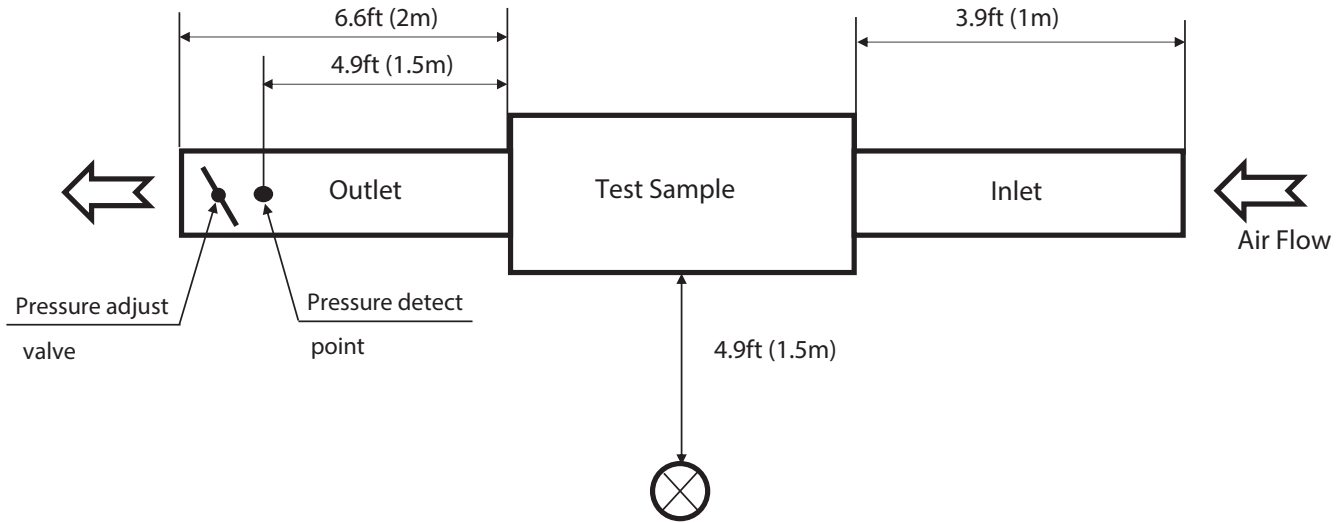 6.6ft (2m)
3.9ft (1m)
4.9ft (1.5m)
Outlet
Test Sample
Inlet
Air Flow
Pressure adjust
valve
Pressure detect
point
4.9ft (1.5m)